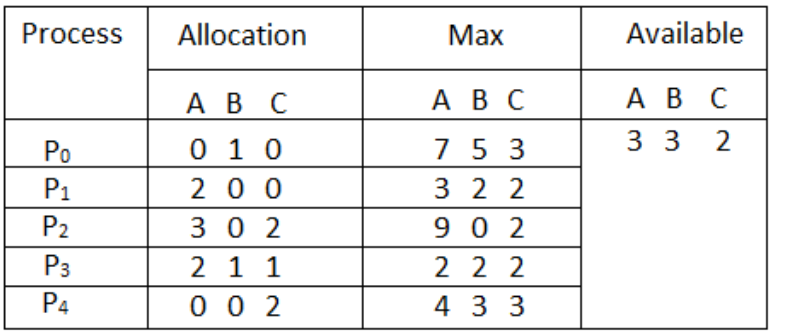 Process Allocation Max Available
A B C A B C A B C
P₀ 0 1 0 7 5 3 3 3 2
P₁ 2 0 0 3 2 2
P₂ 3 0 2 9 0 2
P₃ 2 1 1 2 2 2
P₄ 0 0 2 4 3 3